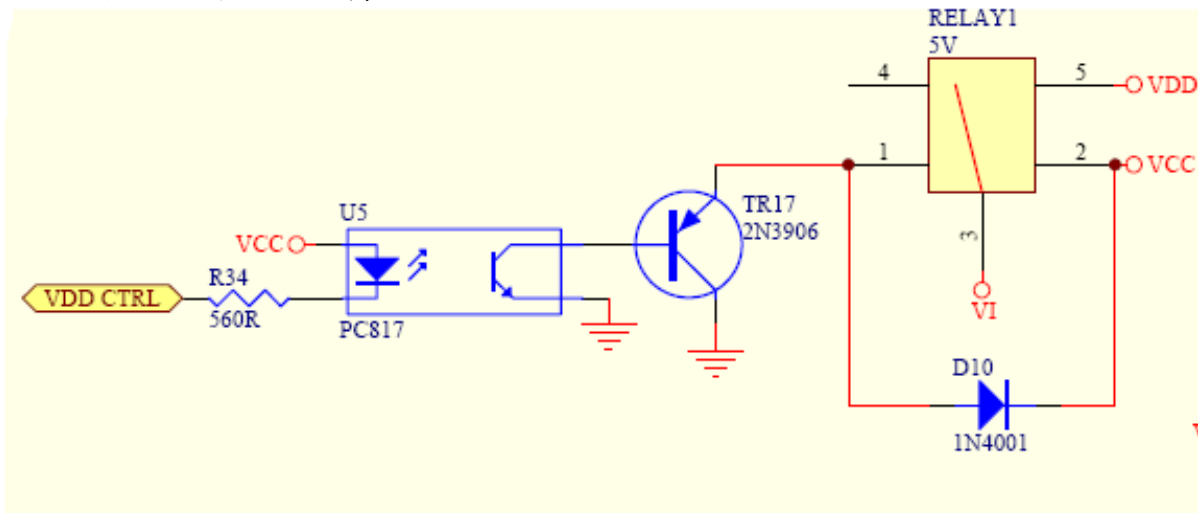 RELAY1
5V
4
5
VDD
1
2
VCC
3
VI
TR17
2N3906
U5
VCC
R34
VDD CTRL
560R
PC817
D10
1N4001